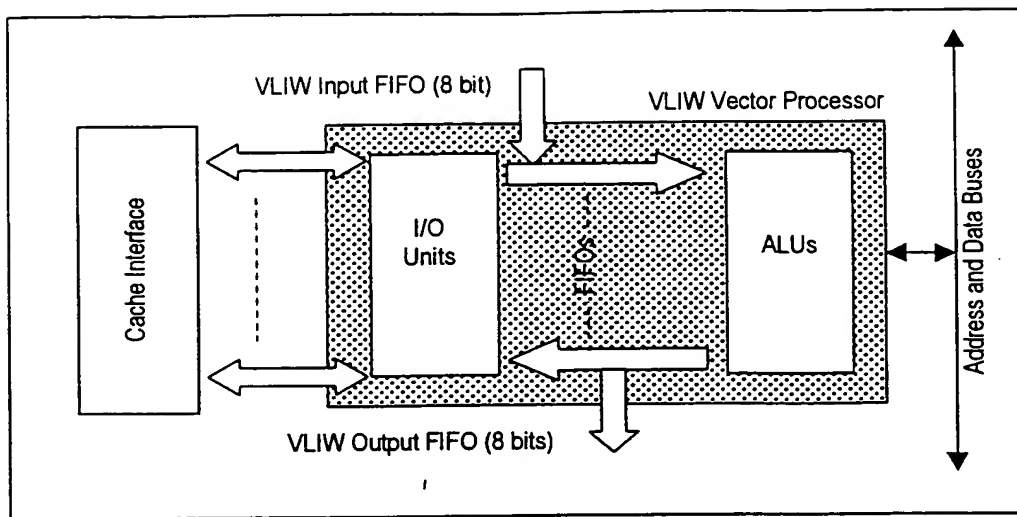 VLIW Input FIFO (8 bit)
VLIW Vector Processor
Cache Interface
I/O
Units
FIFOs
ALUs
Address and Data Buses
VLIW Output FIFO (8 bits)